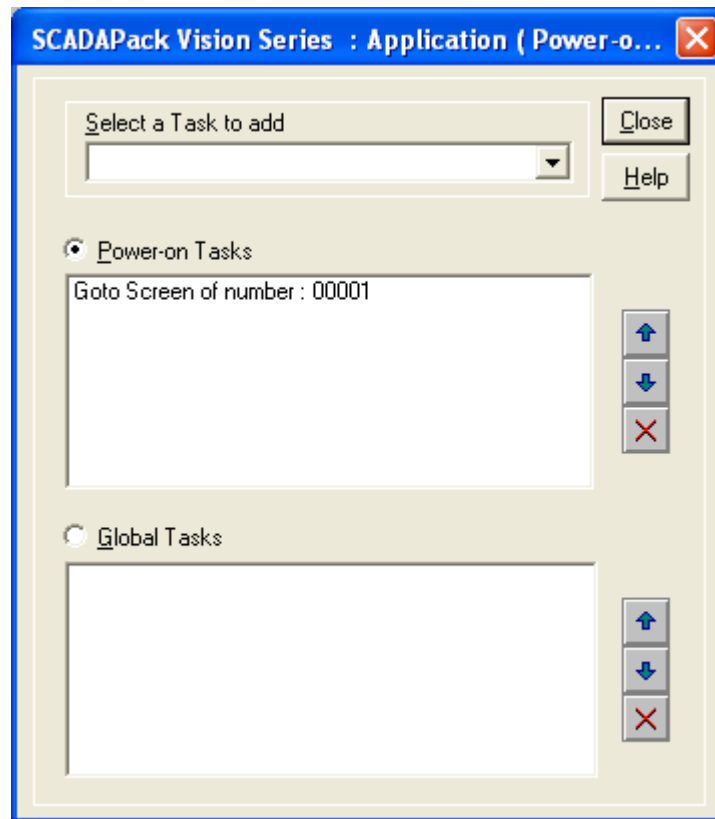 SCADAPack Vision Series : Application ( Power-o...
Select a Task to add
Close
Help
Power-on Tasks
Goto Screen of number : 00001
Global Tasks